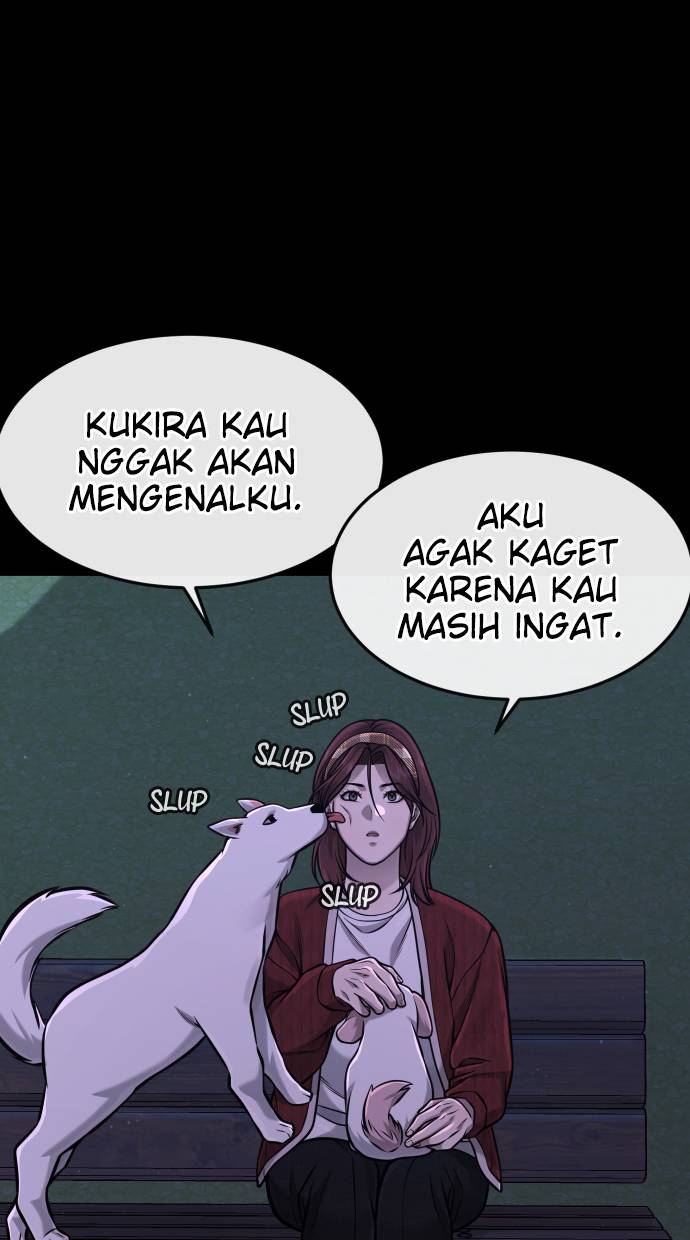 KUKIRA KAU
NGGAK AKAN
MENGENALKU.
AKU
AGAK KAGET
KARENA KAU
MASIH INGAT.
SLUP
SLUP
SLUP
SLUP